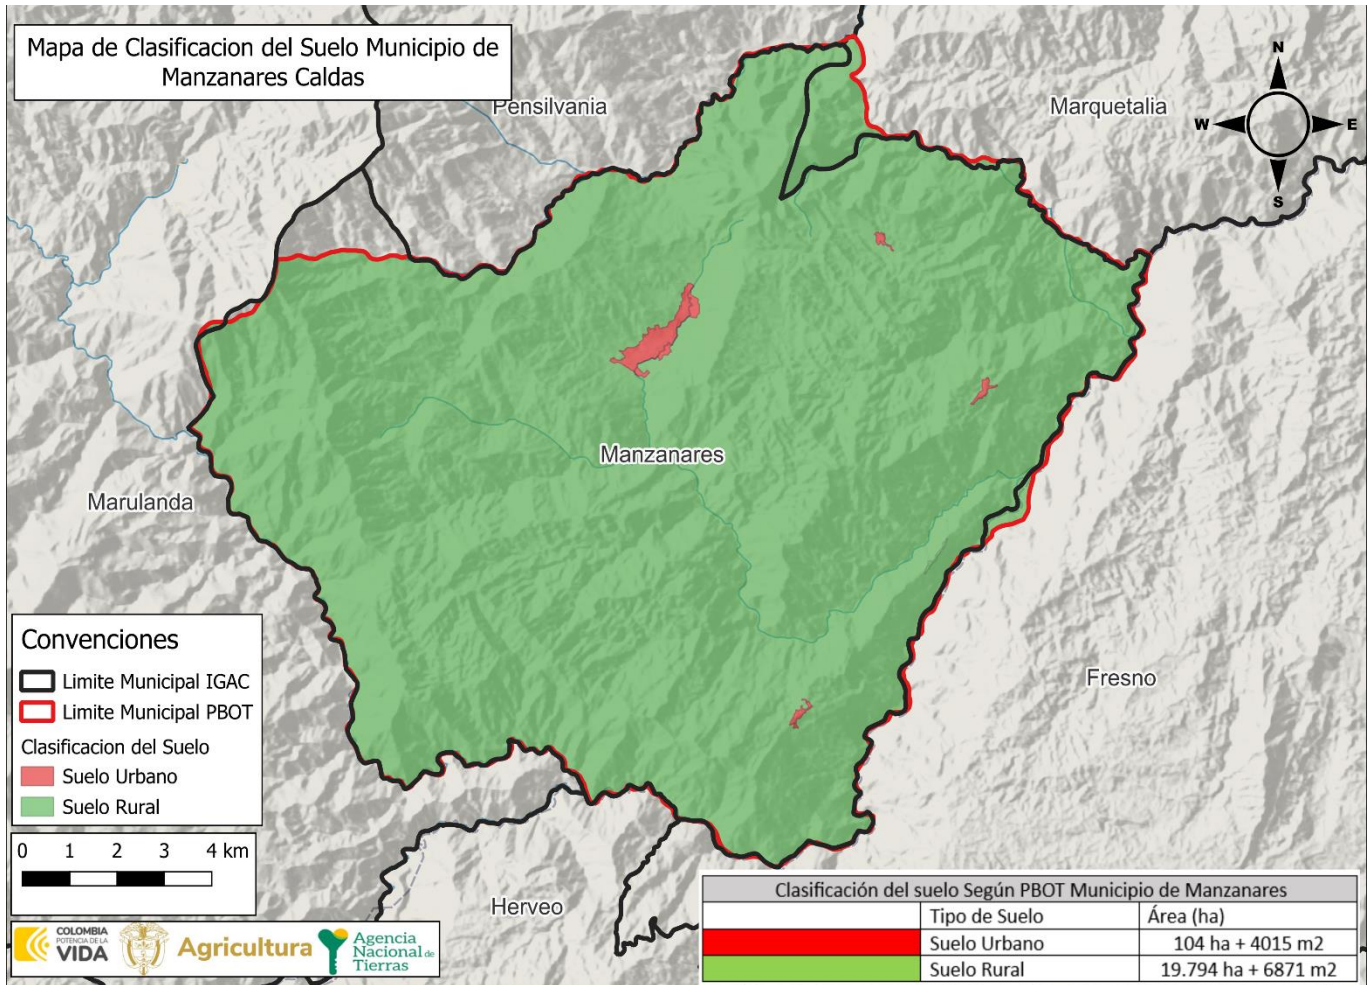 Mapa de Clasificacion del Suelo Municipio de
Manzanares Caldas
Pensilvania
Marquetalia
N
W
E
S
Manzanares
Marulanda
Fresno
Herveo
Convenciones
Limite Municipal IGAC
Limite Municipal PBOT
Clasificacion del Suelo
Suelo Urbano
Suelo Rural
0 1 2 3 4 km
COLOMBIA
POTENCIA DE LA
VIDA
Agricultura
Agencia
Nacional de
Tierras
Clasificación del suelo Según PBOT Municipio de Manzanares
Tipo de Suelo Área (ha)
Suelo Urbano 104 ha + 4015 m2
Suelo Rural 19.794 ha + 6871 m2